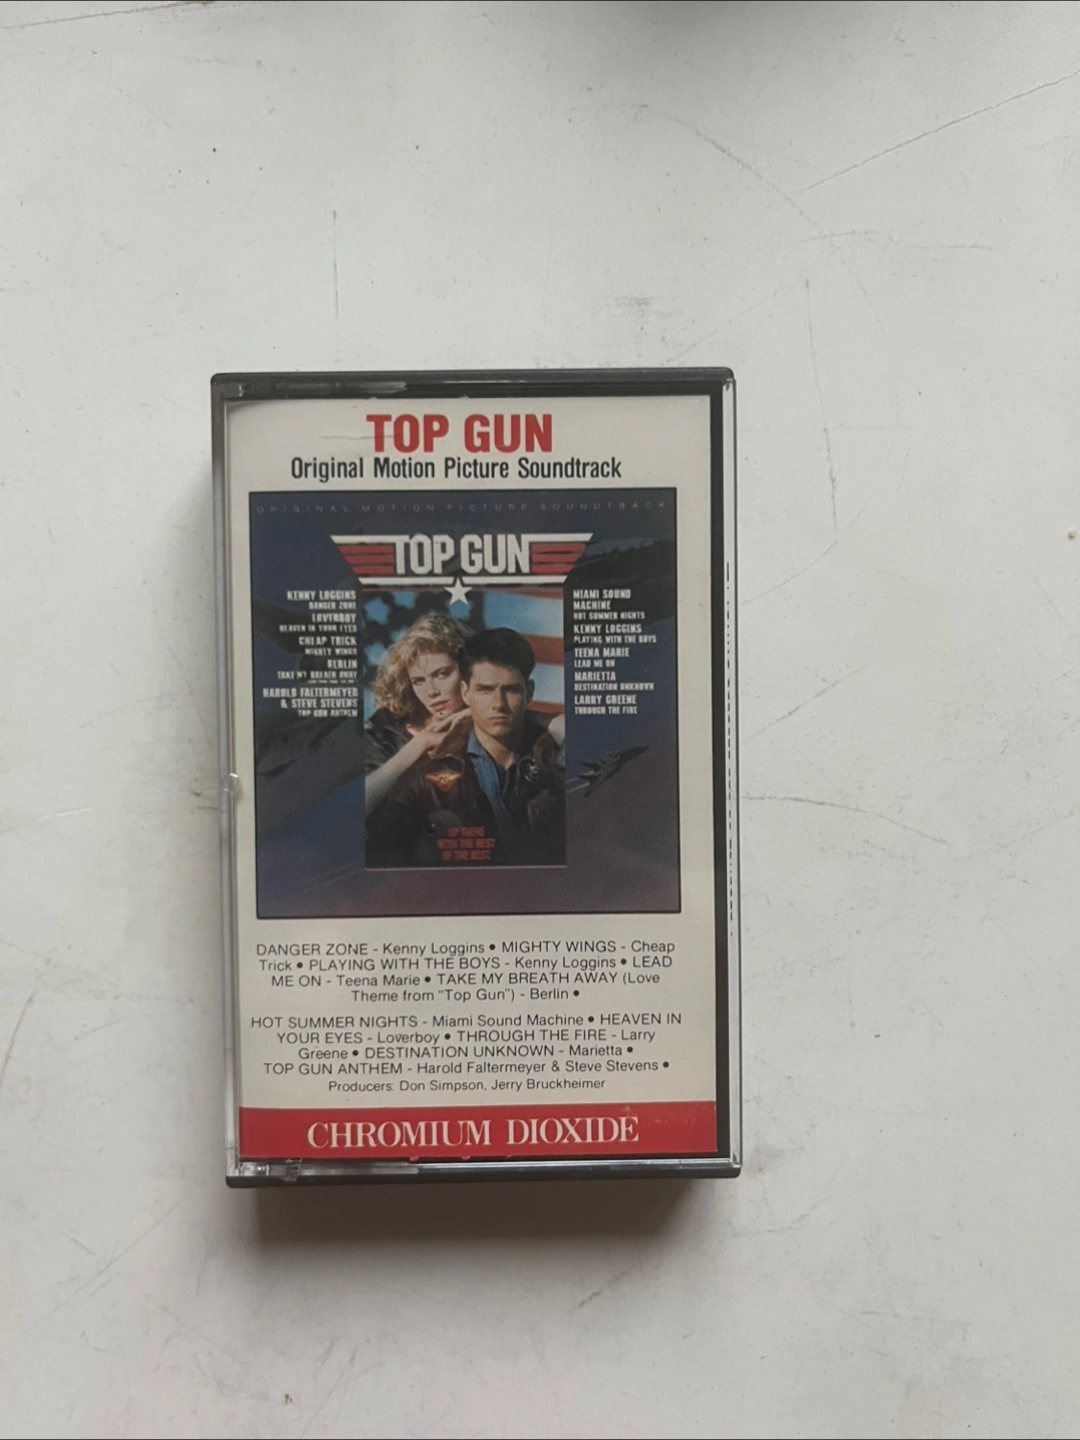 TOP GUN
Original Motion Picture Soundtrack
ORIGINAL MOTION PICTURE SOUNDTRACK
TOP GUN
KENNY LOGGINS
DANGER ZONE
LOVERBOY
HEAVEN IN YOUR EYES
CHEAP TRICK
MIGHTY WINGS
BERLIN
TAKE MY BREATH AWAY
HAROLD FALTERMEYER
& STEVE STEVENS
TOP GUN ANTHEM
MIAMI SOUND
MACHINE
HOT SUMMER NIGHTS
KENNY LOGGINS
PLAYING WITH THE BOYS
TEENA MARIE
LEAD ME ON
MARIETTA
DESTINATION UNKNOWN
LARRY GREENE
THROUGH THE FIRE
UP THERE
WITH THE BEST
OF THE BEST
DANGER ZONE - Kenny Loggins • MIGHTY WINGS - Cheap
Trick • PLAYING WITH THE BOYS - Kenny Loggins • LEAD
ME ON - Teena Marie • TAKE MY BREATH AWAY (Love
Theme from "Top Gun") - Berlin •
HOT SUMMER NIGHTS - Miami Sound Machine • HEAVEN IN
YOUR EYES - Loverboy • THROUGH THE FIRE - Larry
Greene • DESTINATION UNKNOWN - Marietta •
TOP GUN ANTHEM - Harold Faltermeyer & Steve Stevens •
Producers: Don Simpson, Jerry Bruckheimer
CHROMIUM DIOXIDE